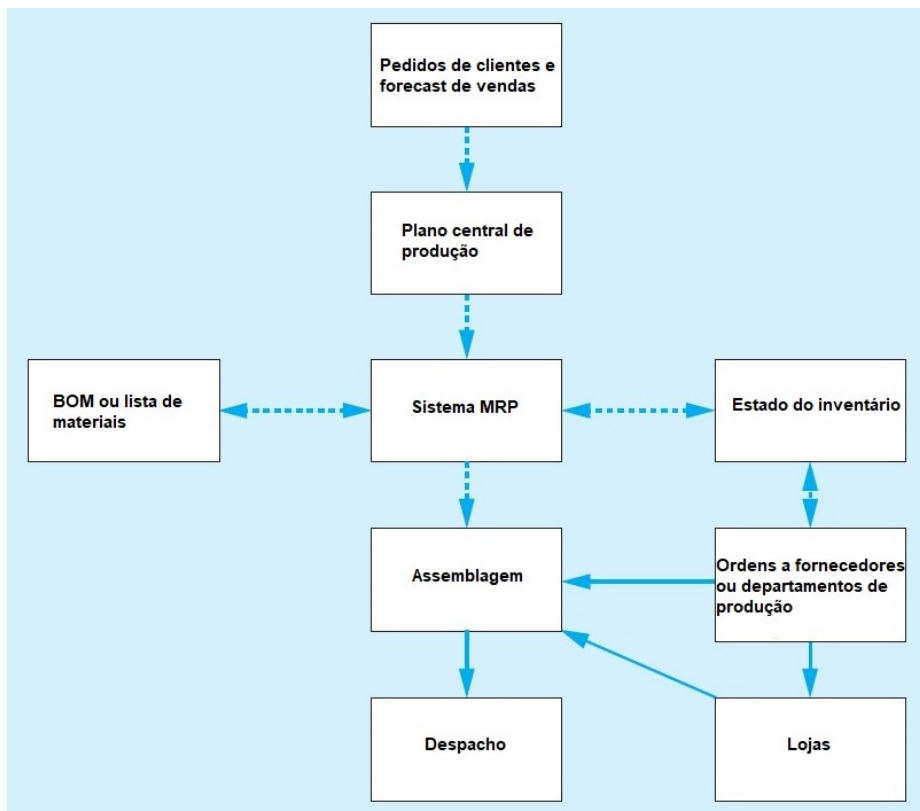 Pedidos de clientes e
forecast de vendas
Plano central de
produção
BOM ou lista de
materiais
Sistema MRP
Estado do inventário
Assemblagem
Ordens a fornecedores
ou departamentos de
produção
Despacho
Lojas